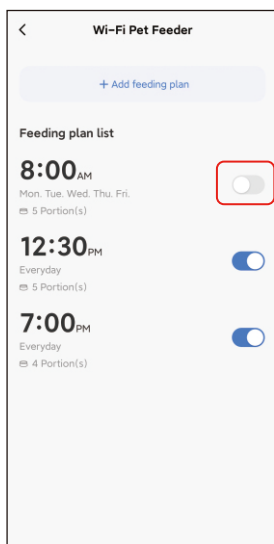 Wi-Fi Pet Feeder
+ Add feeding plan
Feeding plan list
8:00AM
Mon. Tue. Wed. Thu. Fri.
5 Portion(s)
12:30PM
Everyday
5 Portion(s)
7:00PM
Everyday
4 Portion(s)